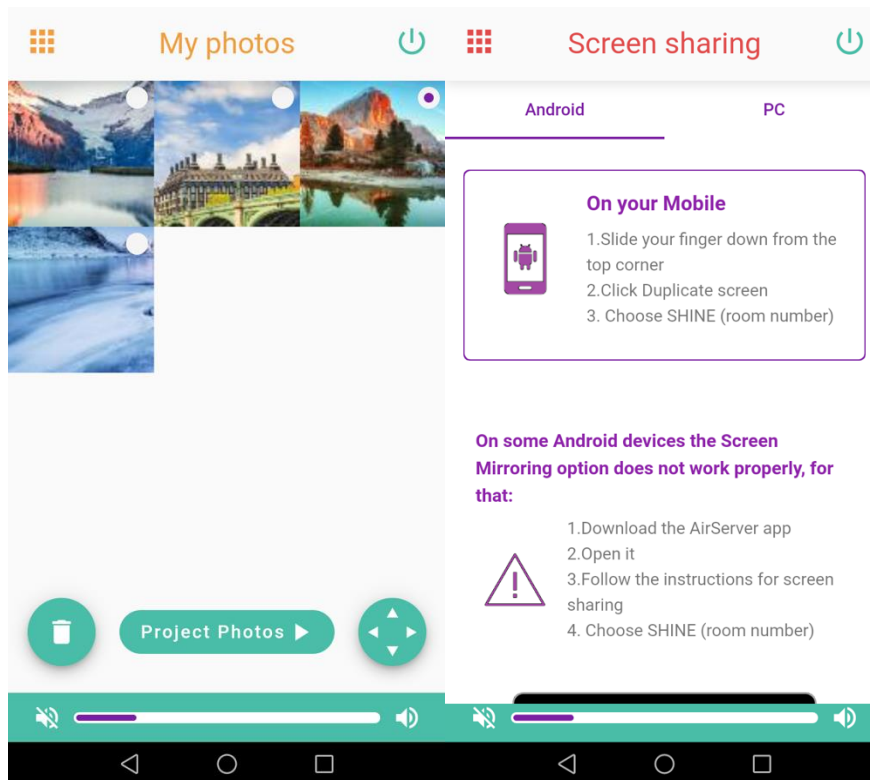 My photos
Project Photos
Screen sharing
Android
PC
On your Mobile
1.Slide your finger down from the
top corner
2.Click Duplicate screen
3. Choose SHINE (room number)
On some Android devices the Screen
Mirroring option does not work properly, for
that:
1.Download the AirServer app
2.Open it
3.Follow the instructions for screen
sharing
4. Choose SHINE (room number)